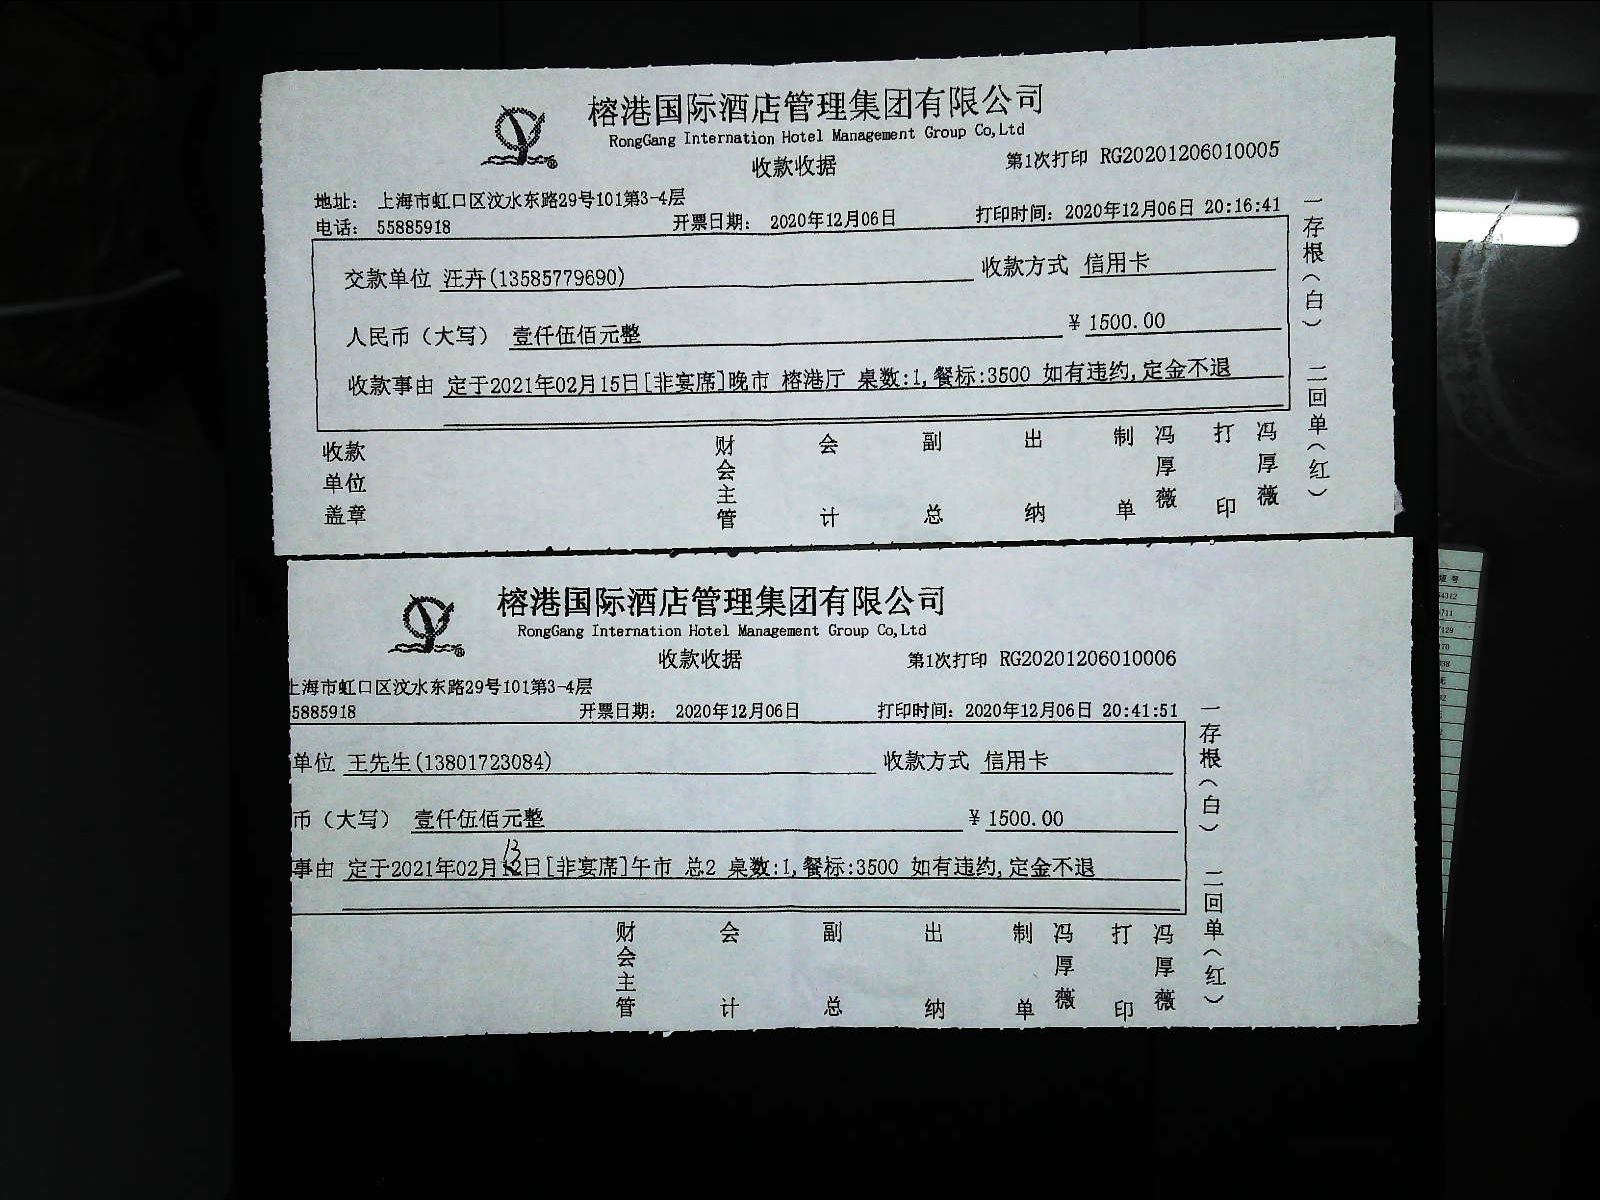 榕港国际酒店管理集团有限公司
RongGang Internation Hotel Management Group Co,Ltd
收款收据
第1次打印 RG20201206010005
地址： 上海市虹口区汶水东路29号101第3-4层
电话： 55885918
开票日期： 2020年12月06日
打印时间： 2020年12月06日 20:16:41
交款单位 汪卉(13585779690)
收款方式 信用卡
人民币（大写） 壹仟伍佰元整
¥ 1500.00
收款事由 定于2021年02月15日[非宴席]晚市 榕港厅 桌数:1,餐标:3500 如有违约,定金不退
收款单位盖章
财会主管
会计
副总
出纳
制单 冯厚薇
打印 冯厚薇
一存根（白）
二回单（红）
榕港国际酒店管理集团有限公司
RongGang Internation Hotel Management Group Co,Ltd
收款收据
第1次打印 RG20201206010006
上海市虹口区汶水东路29号101第3-4层
5885918
开票日期： 2020年12月06日
打印时间： 2020年12月06日 20:41:51
单位 王先生(13801723084)
收款方式 信用卡
币（大写） 壹仟伍佰元整
¥ 1500.00
13
事由 定于2021年02月12日[非宴席]午市 总2 桌数:1,餐标:3500 如有违约,定金不退
财会主管
会计
副总
出纳
制单 冯厚薇
打印 冯厚薇
一存根（白）
二回单（红）